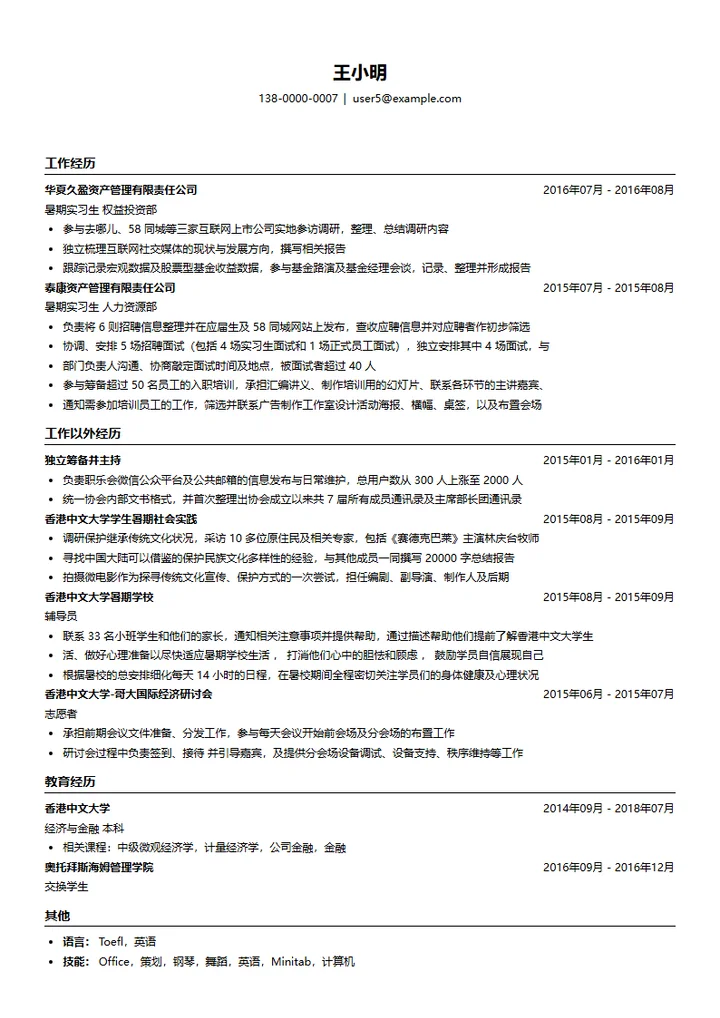 王小明
138-0000-0007 | user5@example.com
工作经历
华夏久盈资产管理有限责任公司 2016年07月 - 2016年08月
暑期实习生 权益投资部
• 参与去哪儿、58 同城等三家互联网上市公司实地参访调研，整理、总结调研内容
• 独立梳理互联网社交媒体的现状与发展方向，撰写相关报告
• 跟踪记录宏观数据及股票型基金收益数据，参与基金路演及基金经理会谈，记录、整理并形成报告
泰康资产管理有限责任公司 2015年07月 - 2015年08月
暑期实习生 人力资源部
• 负责将 6 则招聘信息整理并在应届生及 58 同城网站上发布，查收应聘信息并对应聘者作初步筛选
• 协调、安排 5 场招聘面试（包括 4 场实习生面试和 1 场正式员工面试），独立安排其中 4 场面试，与
• 部门负责人沟通、协商敲定面试时间及地点，被面试者超过 40 人
• 参与筹备超过 50 名员工的入职培训，承担汇编讲义、制作培训用的幻灯片、联系各环节的主讲嘉宾、
• 通知需参加培训员工的工作，筛选并联系广告制作工作室设计活动海报、横幅、桌签，以及布置会场
工作以外经历
独立筹备并主持 2015年01月 - 2016年01月
• 负责职乐会微信公众平台及公共邮箱的信息发布与日常维护，总用户数从 300 人上涨至 2000 人
• 统一协会内部文书格式，并首次整理出协会成立以来共 7 届所有成员通讯录及主席部长团通讯录
香港中文大学学生暑期社会实践 2015年08月 - 2015年09月
• 调研保护继承传统文化状况，采访 10 多位原住民及相关专家，包括《赛德克巴莱》主演林庆台牧师
• 寻找中国大陆可以借鉴的保护民族文化多样性的经验，与其他成员一同撰写 20000 字总结报告
• 拍摄微电影作为探寻传统文化宣传、保护方式的一次尝试，担任编剧、副导演、制作人及后期
香港中文大学暑期学校 2015年08月 - 2015年09月
辅导员
• 联系 33 名小班学生和他们的家长，通知相关注意事项并提供帮助，通过描述帮助他们提前了解香港中文大学生
• 活、做好心理准备以尽快适应暑期学校生活 ， 打消他们心中的胆怯和顾虑 ， 鼓励学员自信展现自己
• 根据暑校的总安排细化每天 14 小时的日程，在暑校期间全程密切关注学员们的身体健康及心理状况
香港中文大学-哥大国际经济研讨会 2015年06月 - 2015年07月
志愿者
• 承担前期会议文件准备、分发工作，参与每天会议开始前会场及分会场的布置工作
• 研讨会过程中负责签到、接待 并引导嘉宾，及提供分会场设备调试、设备支持、秩序维持等工作
教育经历
香港中文大学 2014年09月 - 2018年07月
经济与金融 本科
• 相关课程：中级微观经济学，计量经济学，公司金融，金融
奥托拜斯海姆管理学院 2016年09月 - 2016年12月
交换学生
其他
• 语言： Toefl，英语
• 技能： Office，策划，钢琴，舞蹈，英语，Minitab，计算机